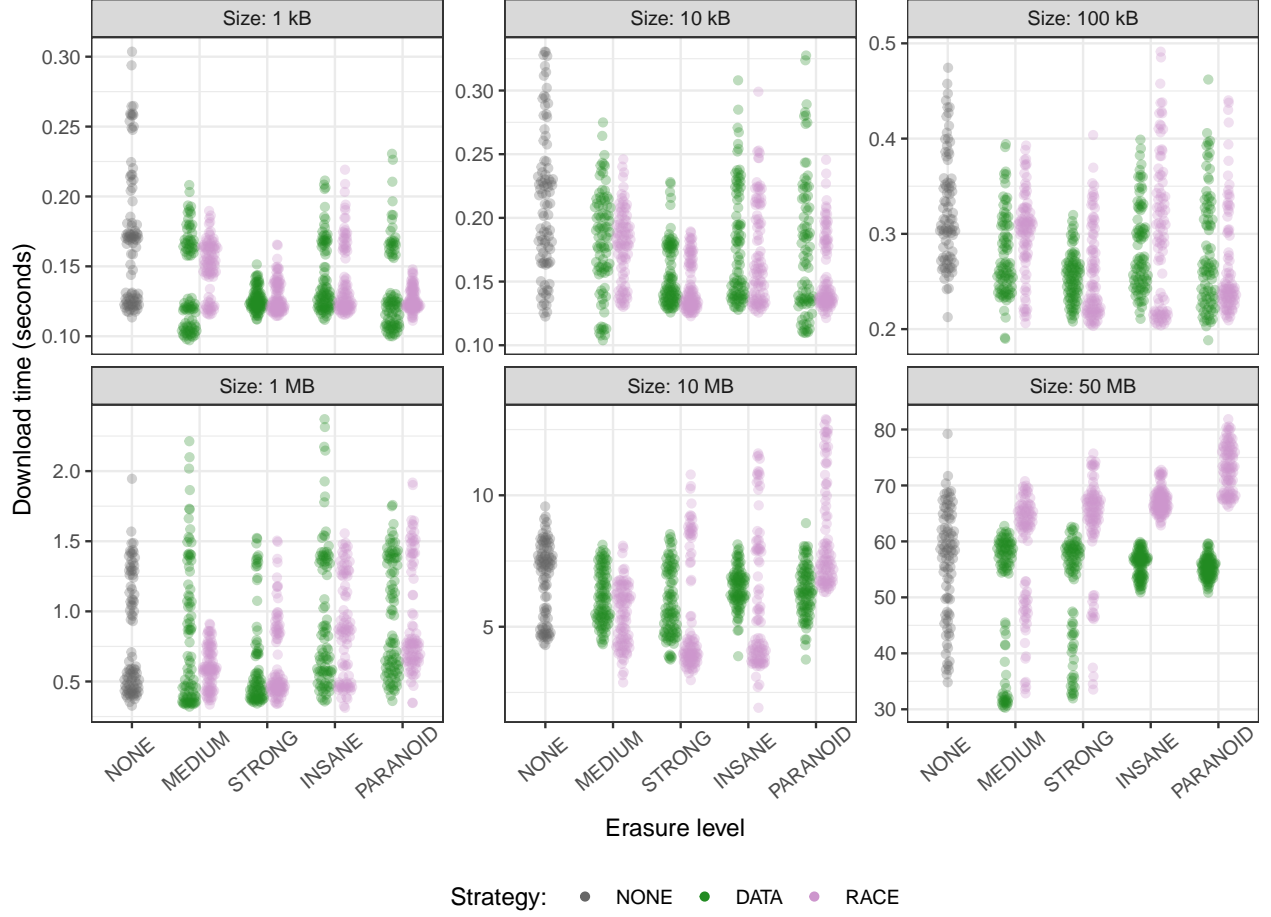 Size: 1 kB
Size: 10 kB
Size: 100 kB
0.30
0.25
0.20
0.15
0.10
0.30
0.25
0.20
0.15
0.10
0.5
0.4
0.3
0.2
Download time (seconds)
Size: 1 MB
Size: 10 MB
Size: 50 MB
2.0
1.5
1.0
0.5
10
5
80
70
60
50
40
30
NONE
MEDIUM
STRONG
INSANE
PARANOID
NONE
MEDIUM
STRONG
INSANE
PARANOID
NONE
MEDIUM
STRONG
INSANE
PARANOID
Erasure level
Strategy: NONE DATA RACE